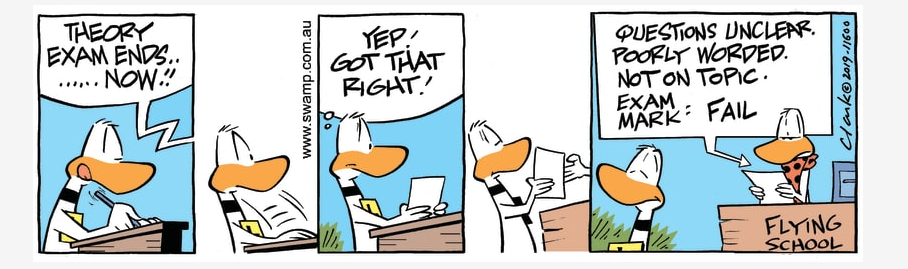 THEORY
EXAM ENDS..
...... NOW!!
www.swamp.com.au
YEP!
GOT THAT
RIGHT!
QUESTIONS UNCLEAR.
POORLY WORDED.
NOT ON TOPIC.
EXAM
MARK: FAIL
Clark © 2019-11600
FLYING
SCHOOL